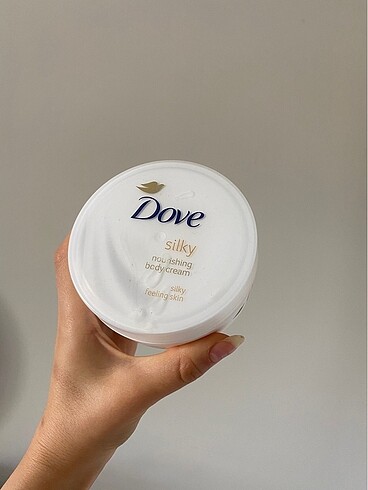 Dove
silky
nourishing
body cream
silky
feeling skin